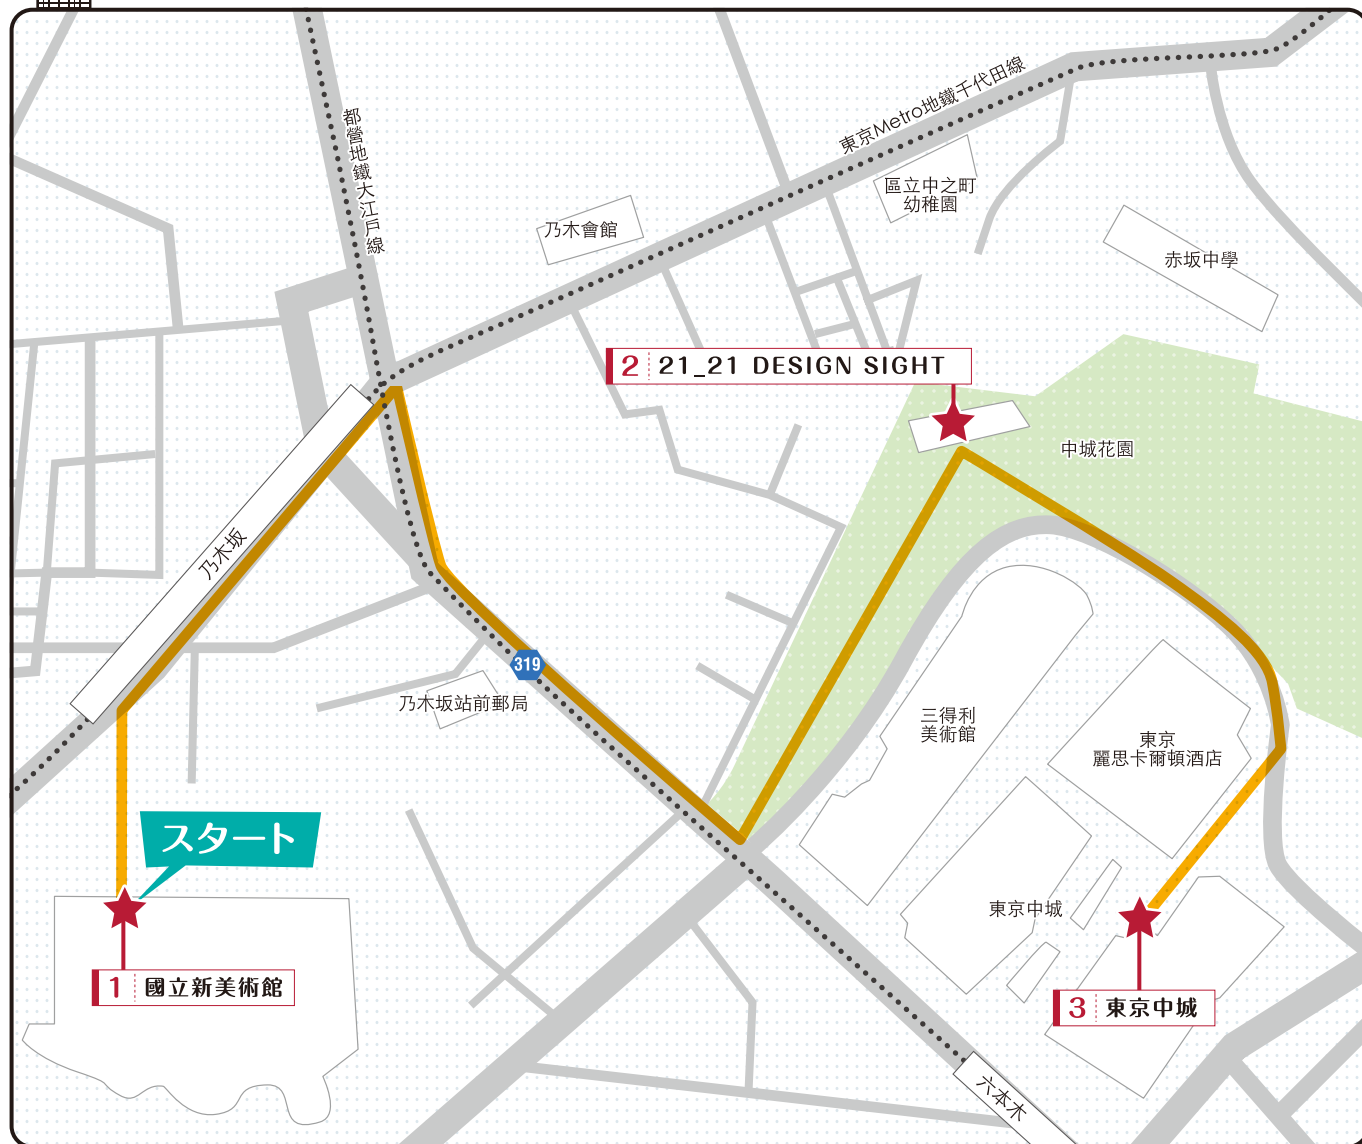 都營地鐵大江戶線
東京Metro地鐵千代田線
區立中之町
幼稚園
乃木會館
赤坂中學
2 21_21 DESIGN SIGHT
中城花園
乃木坂
319
乃木坂站前郵局
三得利
美術館
東京
麗思卡爾頓酒店
スタート
東京中城
1 國立新美術館
3 東京中城
六本木